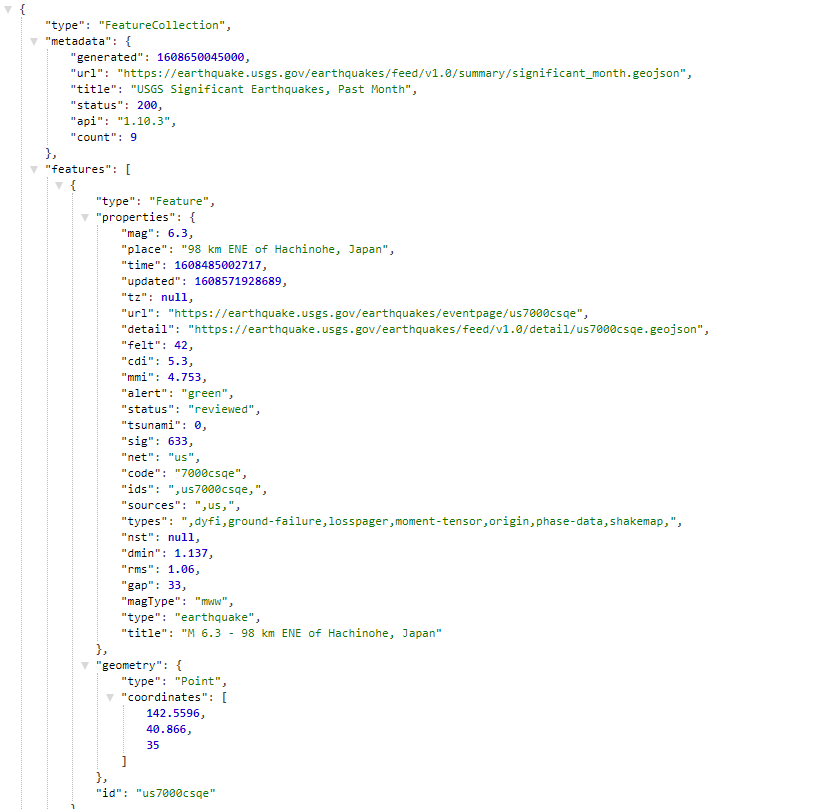 {
"type": "FeatureCollection",
"metadata": {
"generated": 1608650045000,
"url": "https://earthquake.usgs.gov/earthquakes/feed/v1.0/summary/significant_month.geojson",
"title": "USGS Significant Earthquakes, Past Month",
"status": 200,
"api": "1.10.3",
"count": 9
},
"features": [
{
"type": "Feature",
"properties": {
"mag": 6.3,
"place": "98 km ENE of Hachinohe, Japan",
"time": 1608485002717,
"updated": 1608571928689,
"tz": null,
"url": "https://earthquake.usgs.gov/earthquakes/eventpage/us7000csqe",
"detail": "https://earthquake.usgs.gov/earthquakes/feed/v1.0/detail/us7000csqe.geojson",
"felt": 42,
"cdi": 5.3,
"mmi": 4.753,
"alert": "green",
"status": "reviewed",
"tsunami": 0,
"sig": 633,
"net": "us",
"code": "7000csqe",
"ids": ",us7000csqe,",
"sources": ",us,",
"types": ",dyfi,ground-failure,losspager,moment-tensor,origin,phase-data,shakemap,",
"nst": null,
"dmin": 1.137,
"rms": 1.06,
"gap": 33,
"magType": "mww",
"type": "earthquake",
"title": "M 6.3 - 98 km ENE of Hachinohe, Japan"
},
"geometry": {
"type": "Point",
"coordinates": [
142.5596,
40.866,
35
]
},
"id": "us7000csqe"